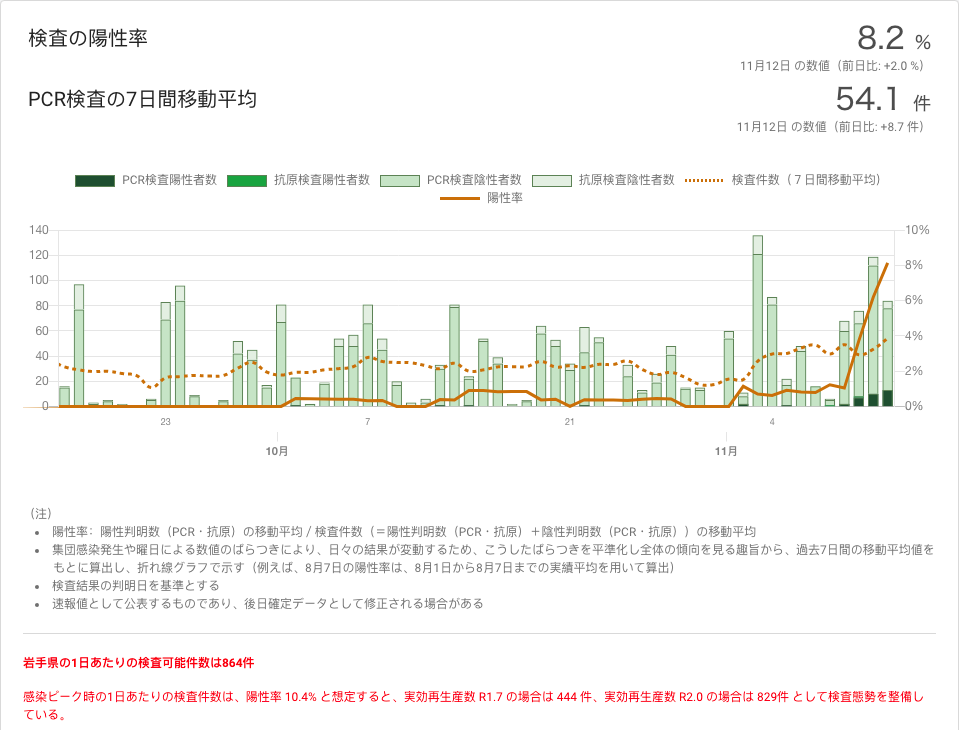 検査の陽性率
8.2 %
11月12日 の数値（前日比: +2.0 %）
PCR検査の7日間移動平均
54.1 件
11月12日 の数値（前日比: +8.7 件）
PCR検査陽性者数 抗原検査陽性者数 PCR検査陰性者数 抗原検査陰性者数 検査件数（７日間移動平均）
陽性率
140 10%
120 8%
100
80 6%
60 4%
40
20 2%
0 0%
23 7 21 4
10月 11月
（注）
• 陽性率：陽性判明数（PCR・抗原）の移動平均 / 検査件数（＝陽性判明数（PCR・抗原）＋陰性判明数（PCR・抗原））の移動平均
• 集団感染発生や曜日による数値のばらつきにより、日々の結果が変動するため、こうしたばらつきを平準化し全体の傾向を見る趣旨から、過去7日間の移動平均値を
もとに算出し、折れ線グラフで示す（例えば、8月7日の陽性率は、8月1日から8月7日までの実績平均を用いて算出）
• 検査結果の判明日を基準とする
• 速報値として公表するものであり、後日確定データとして修正される場合がある
岩手県の1日あたりの検査可能件数は864件
感染ピーク時の1日あたりの検査件数は、陽性率 10.4% と想定すると、実効再生産数 R1.7 の場合は 444 件、実効再生産数 R2.0 の場合は 829件 として検査態勢を整備し
ている。